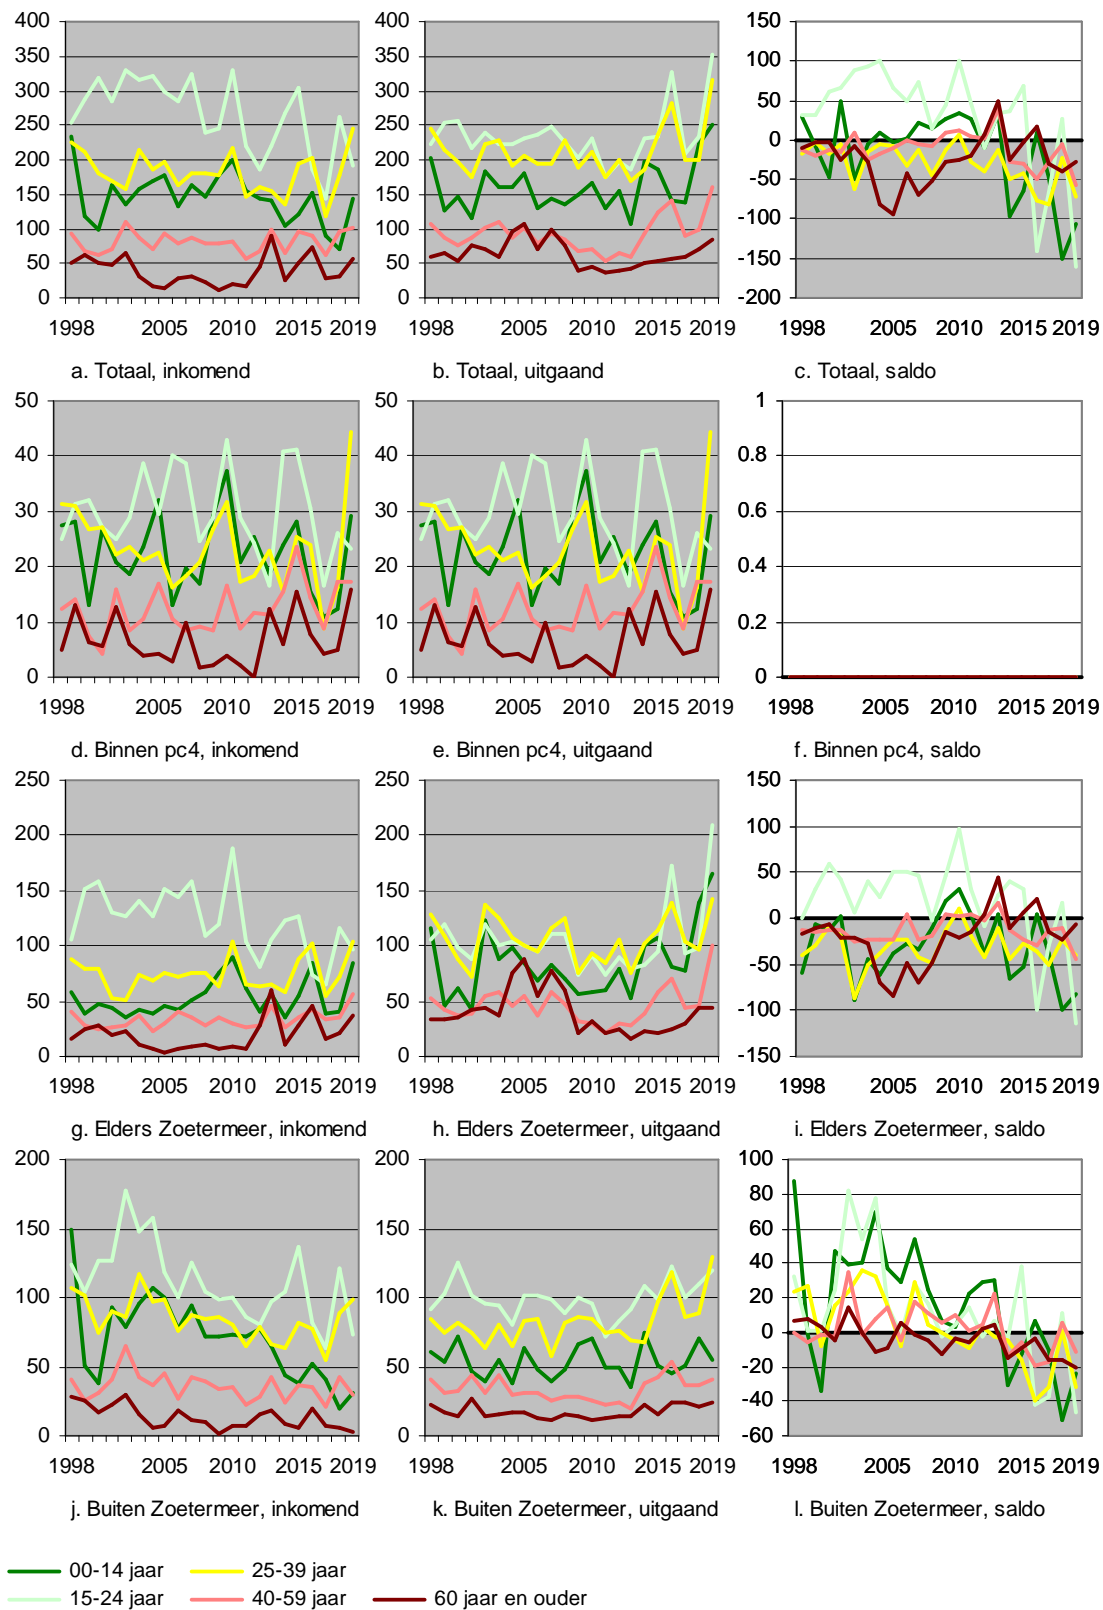 400 400 150
350 350 100
300 300 50
250 250 0
200 200 -50
150 150 -100
100 100 -150
50 50 -200
0 0
1998 2005 2010 2015 2019 1998 2005 2010 2015 2019 1998 2005 2010 2015 2019
a. Totaal, inkomend b. Totaal, uitgaand c. Totaal, saldo
50 50 1
40 40 0.8
30 30 0.6
20 20 0.4
10 10 0.2
0 0 0
1998 2005 2010 2015 2019 1998 2005 2010 2015 2019 1998 2005 2010 2015 2019
d. Binnen pc4, inkomend e. Binnen pc4, uitgaand f. Binnen pc4, saldo
250 250 150
200 200 100
150 150 50
100 100 0
50 50 -50
0 0 -100
-150
1998 2005 2010 2015 2019 1998 2005 2010 2015 2019 1998 2005 2010 2015 2019
g. Elders Zoetermeer, inkomend h. Elders Zoetermeer, uitgaand i. Elders Zoetermeer, saldo
200 200 100
150 150 80
100 100 60
50 50 40
0 0 20
0
-20
-40
-60
1998 2005 2010 2015 2019 1998 2005 2010 2015 2019 1998 2005 2010 2015 2019
j. Buiten Zoetermeer, inkomend k. Buiten Zoetermeer, uitgaand l. Buiten Zoetermeer, saldo
00-14 jaar 25-39 jaar
15-24 jaar 40-59 jaar 60 jaar en ouder